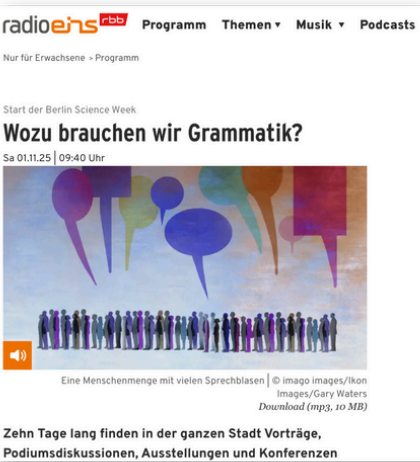 radioeins rbb Programm Themen Musik Podcasts
Nur für Erwachsene > Programm
Start der Berlin Science Week
Wozu brauchen wir Grammatik?
Sa 01.11.25 | 09:40 Uhr
Eine Menschenmenge mit vielen Sprechblasen | © imago images/Ikon
Images/Gary Waters
Download (mp3, 10 MB)
Zehn Tage lang finden in der ganzen Stadt Vorträge,
Podiumsdiskussionen, Ausstellungen und Konferenzen